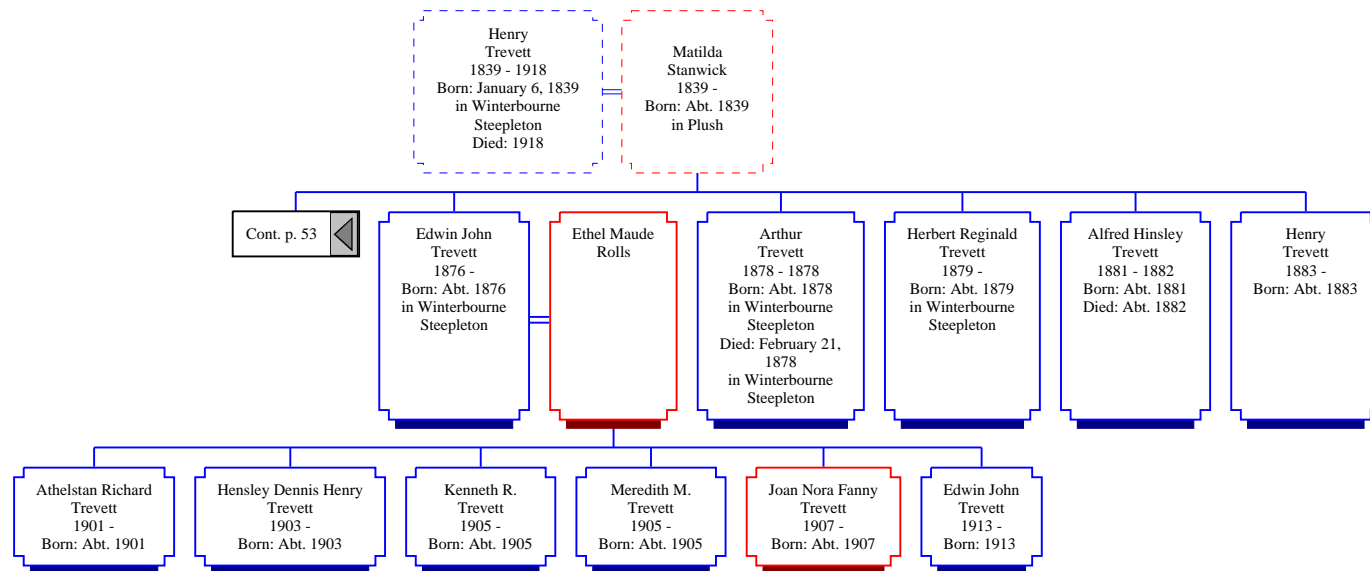 Henry
Trevett
1839 - 1918
Born: January 6, 1839
in Winterbourne
Steepleton
Died: 1918
Matilda
Stanwick
1839 -
Born: Abt. 1839
in Plush
Cont. p. 53
Edwin John
Trevett
1876 -
Born: Abt. 1876
in Winterbourne
Steepleton
Ethel Maude
Rolls
Arthur
Trevett
1878 - 1878
Born: Abt. 1878
in Winterbourne
Steepleton
Died: February 21,
1878
in Winterbourne
Steepleton
Herbert Reginald
Trevett
1879 -
Born: Abt. 1879
in Winterbourne
Steepleton
Alfred Hinsley
Trevett
1881 - 1882
Born: Abt. 1881
Died: Abt. 1882
Henry
Trevett
1883 -
Born: Abt. 1883
Athelstan Richard
Trevett
1901 -
Born: Abt. 1901
Hensley Dennis Henry
Trevett
1903 -
Born: Abt. 1903
Kenneth R.
Trevett
1905 -
Born: Abt. 1905
Meredith M.
Trevett
1905 -
Born: Abt. 1905
Joan Nora Fanny
Trevett
1907 -
Born: Abt. 1907
Edwin John
Trevett
1913 -
Born: 1913